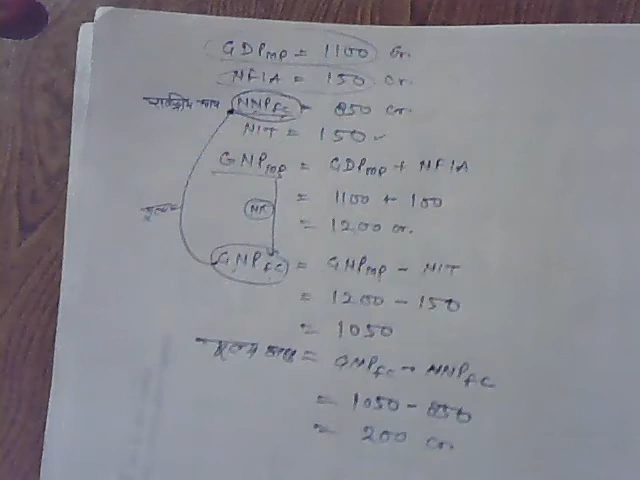 GDPMP = 1100 Cr.
NFIA = 150 Cr.
राष्ट्रीय आय NNPFC = 850 Cr.
NIT = 150
GNPMP = GDPMP + NFIA
= 1100 + 100
NIT
= 1200 Cr.
GNPFC = GNPMP - NIT
= 1200 - 150
= 1050
= GNPFC - NNPFC
= 1050 - 850
= 200 Cr.